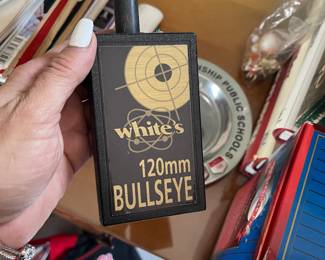 White's
120mm
BULLSEYE
SHIP PUBLIC SCHOOLS